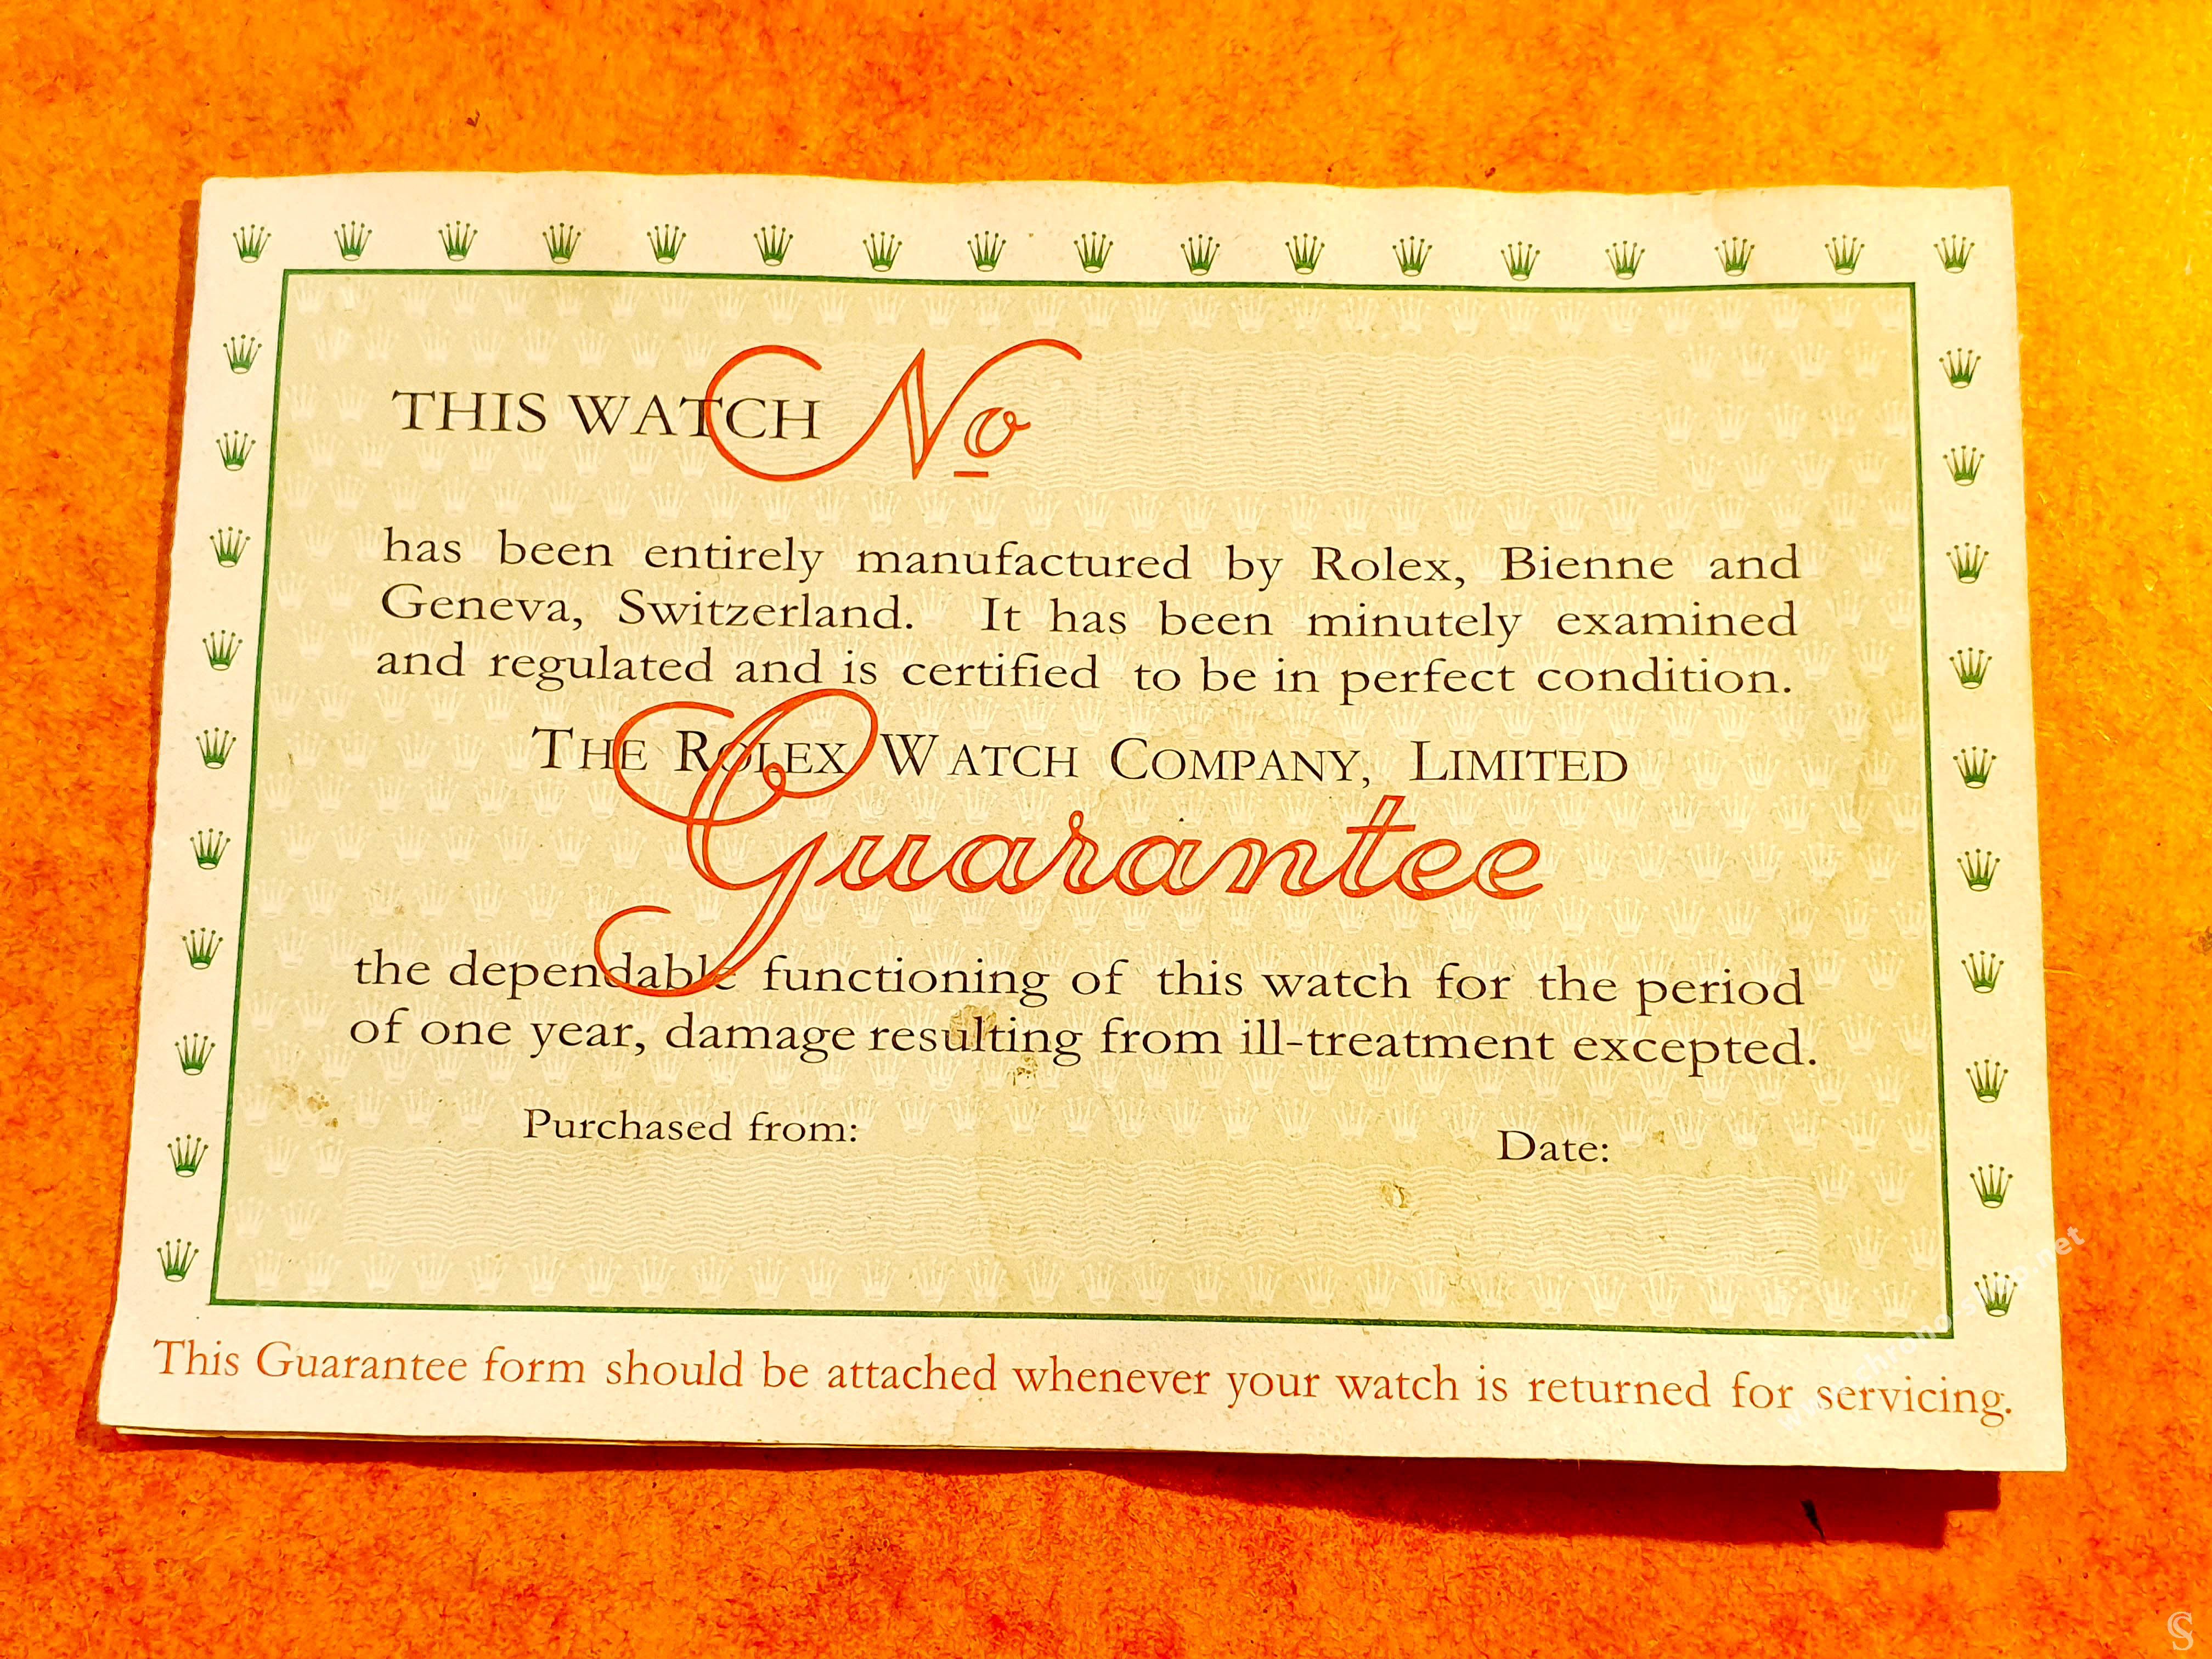 THIS WATCH No
has been entirely manufactured by Rolex, Bienne and
Geneva, Switzerland. It has been minutely examined
and regulated and is certified to be in perfect condition.
THE ROLEX WATCH COMPANY, LIMITED
Guarantee
the dependable functioning of this watch for the period
of one year, damage resulting from ill-treatment excepted.
Purchased from:
Date:
This Guarantee form should be attached whenever your watch is returned for servicing.